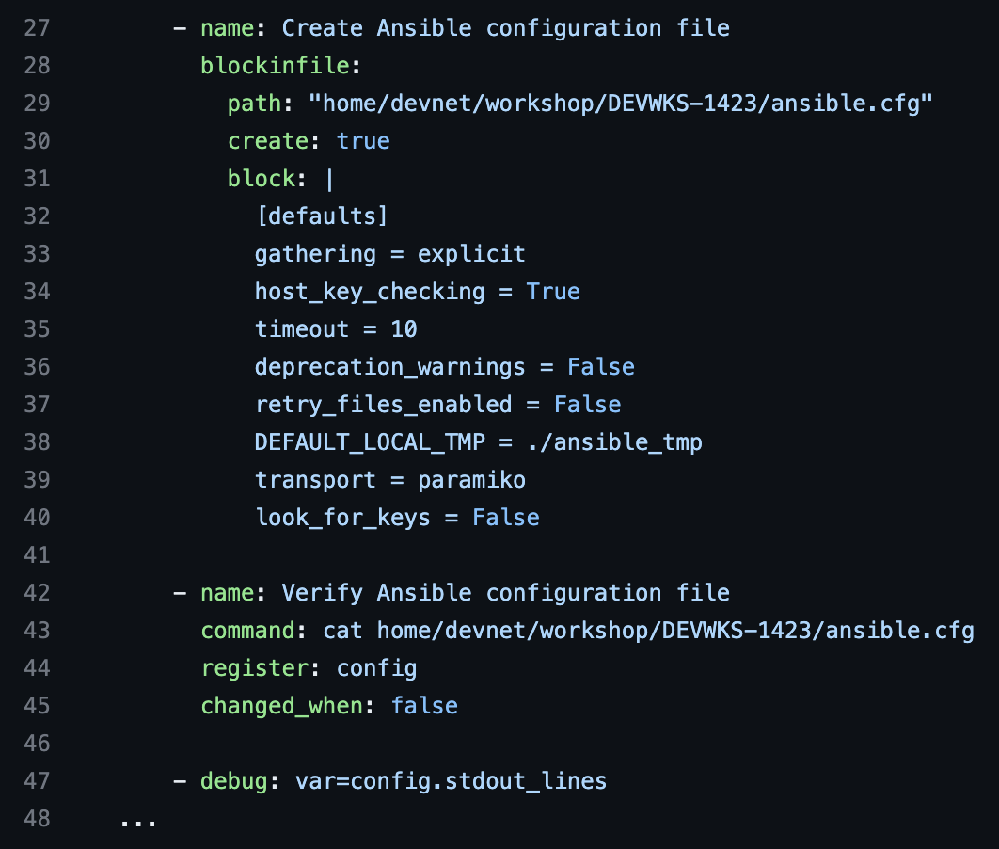 27 - name: Create Ansible configuration file
28 blockinfile:
29 path: "home/devnet/workshop/DEVWKS-1423/ansible.cfg"
30 create: true
31 block: |
32 [defaults]
33 gathering = explicit
34 host_key_checking = True
35 timeout = 10
36 deprecation_warnings = False
37 retry_files_enabled = False
38 DEFAULT_LOCAL_TMP = ./ansible_tmp
39 transport = paramiko
40 look_for_keys = False
41
42 - name: Verify Ansible configuration file
43 command: cat home/devnet/workshop/DEVWKS-1423/ansible.cfg
44 register: config
45 changed_when: false
46
47 - debug: var=config.stdout_lines
48 ...